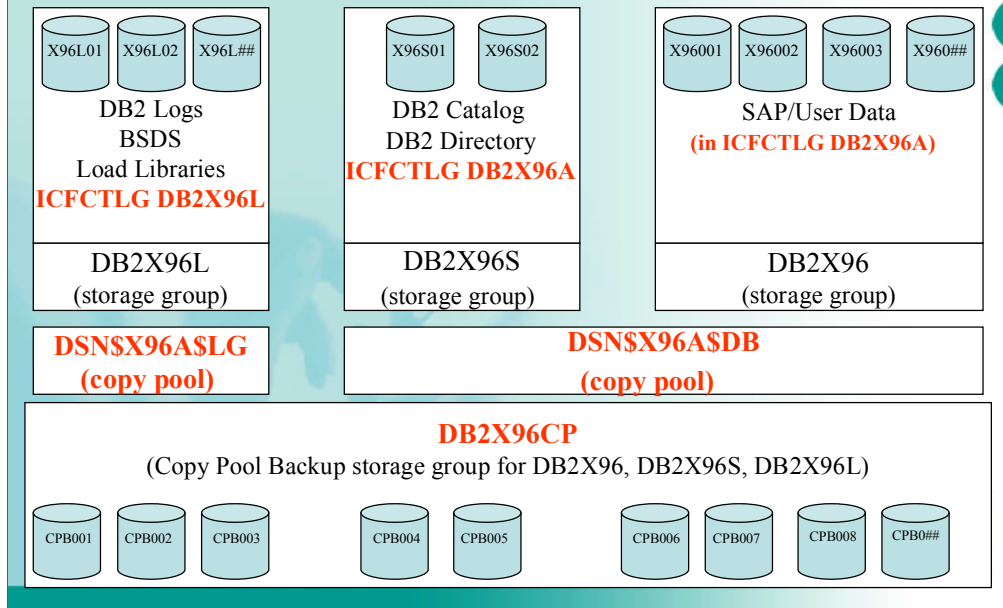 X96L01 X96L02 X96L##
DB2 Logs
BSDS
Load Libraries
ICFCTLG DB2X96L
DB2X96L
(storage group)
X96S01 X96S02
DB2 Catalog
DB2 Directory
ICFCTLG DB2X96A
DB2X96S
(storage group)
X96001 X96002 X96003 X960##
SAP/User Data
(in ICFCTLG DB2X96A)
DB2X96
(storage group)
DSN$X96A$LG
(copy pool)
DSN$X96A$DB
(copy pool)
DB2X96CP
(Copy Pool Backup storage group for DB2X96, DB2X96S, DB2X96L)
CPB001 CPB002 CPB003 CPB004 CPB005 CPB006 CPB007 CPB008 CPB0##